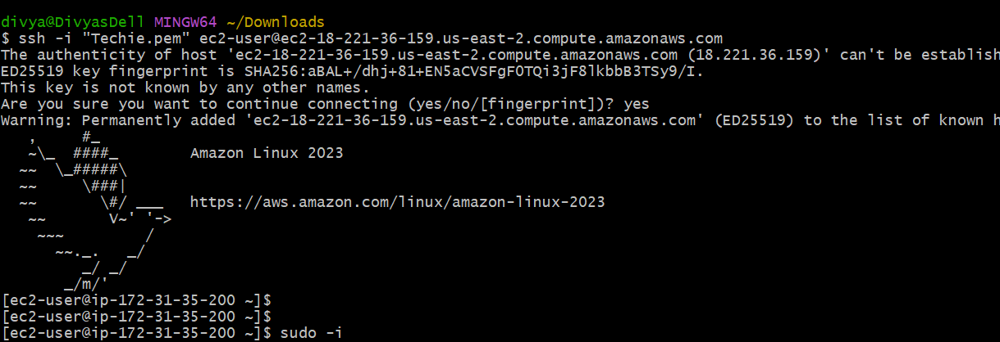 divya@DivyasDell MINGW64 ~/Downloads
$ ssh -i "Techie.pem" ec2-user@ec2-18-221-36-159.us-east-2.compute.amazonaws.com
The authenticity of host 'ec2-18-221-36-159.us-east-2.compute.amazonaws.com (18.221.36.159)' can't be establish
ED25519 key fingerprint is SHA256:aBAL+/dhj+81+EN5aCVSFgF0TQi3jF8lkbbB3TSy9/I.
This key is not known by any other names.
Are you sure you want to continue connecting (yes/no/[fingerprint])? yes
Warning: Permanently added 'ec2-18-221-36-159.us-east-2.compute.amazonaws.com' (ED25519) to the list of known h
   ,     #_
   ~\_  ####_        Amazon Linux 2023
  ~~  \_#####\
  ~~     \###|
  ~~       \#/ ___   https://aws.amazon.com/linux/amazon-linux-2023
   ~~       V~' '->
    ~~~         /
      ~~._.   _/
         _/ _/
       _/m/'
[ec2-user@ip-172-31-35-200 ~]$
[ec2-user@ip-172-31-35-200 ~]$
[ec2-user@ip-172-31-35-200 ~]$ sudo -i